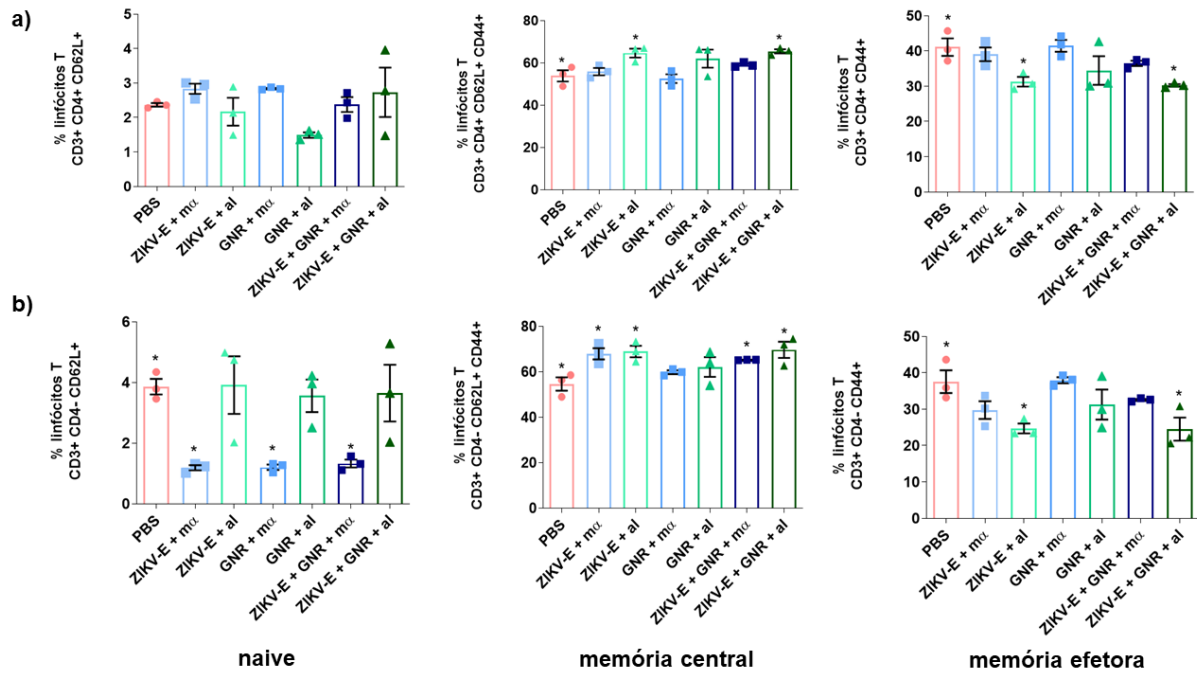 a)
% linfócitos T
CD3+ CD4+ CD62L+
5
4
3
2
1
0
PBS
ZIKV-E + mα
ZIKV-E + al
GNR + mα
GNR + al
ZIKV-E + GNR + mα
ZIKV-E + GNR + al
% linfócitos T
CD3+ CD4+ CD62L+ CD44+
80
60
40
20
0
*
*
*
PBS
ZIKV-E + mα
ZIKV-E + al
GNR + mα
GNR + al
ZIKV-E + GNR + mα
ZIKV-E + GNR + al
% linfócitos T
CD3+ CD4+ CD44+
50
40
30
20
10
0
*
*
*
PBS
ZIKV-E + mα
ZIKV-E + al
GNR + mα
GNR + al
ZIKV-E + GNR + mα
ZIKV-E + GNR + al
b)
% linfócitos T
CD3+ CD4- CD62L+
6
4
2
0
*
*
*
*
PBS
ZIKV-E + mα
ZIKV-E + al
GNR + mα
GNR + al
ZIKV-E + GNR + mα
ZIKV-E + GNR + al
% linfócitos T
CD3+ CD4- CD62L+ CD44+
80
60
40
20
0
*
*
*
*
*
PBS
ZIKV-E + mα
ZIKV-E + al
GNR + mα
GNR + al
ZIKV-E + GNR + mα
ZIKV-E + GNR + al
% linfócitos T
CD3+ CD4- CD44+
50
40
30
20
10
0
*
*
*
PBS
ZIKV-E + mα
ZIKV-E + al
GNR + mα
GNR + al
ZIKV-E + GNR + mα
ZIKV-E + GNR + al
naive
memória central
memória efetora